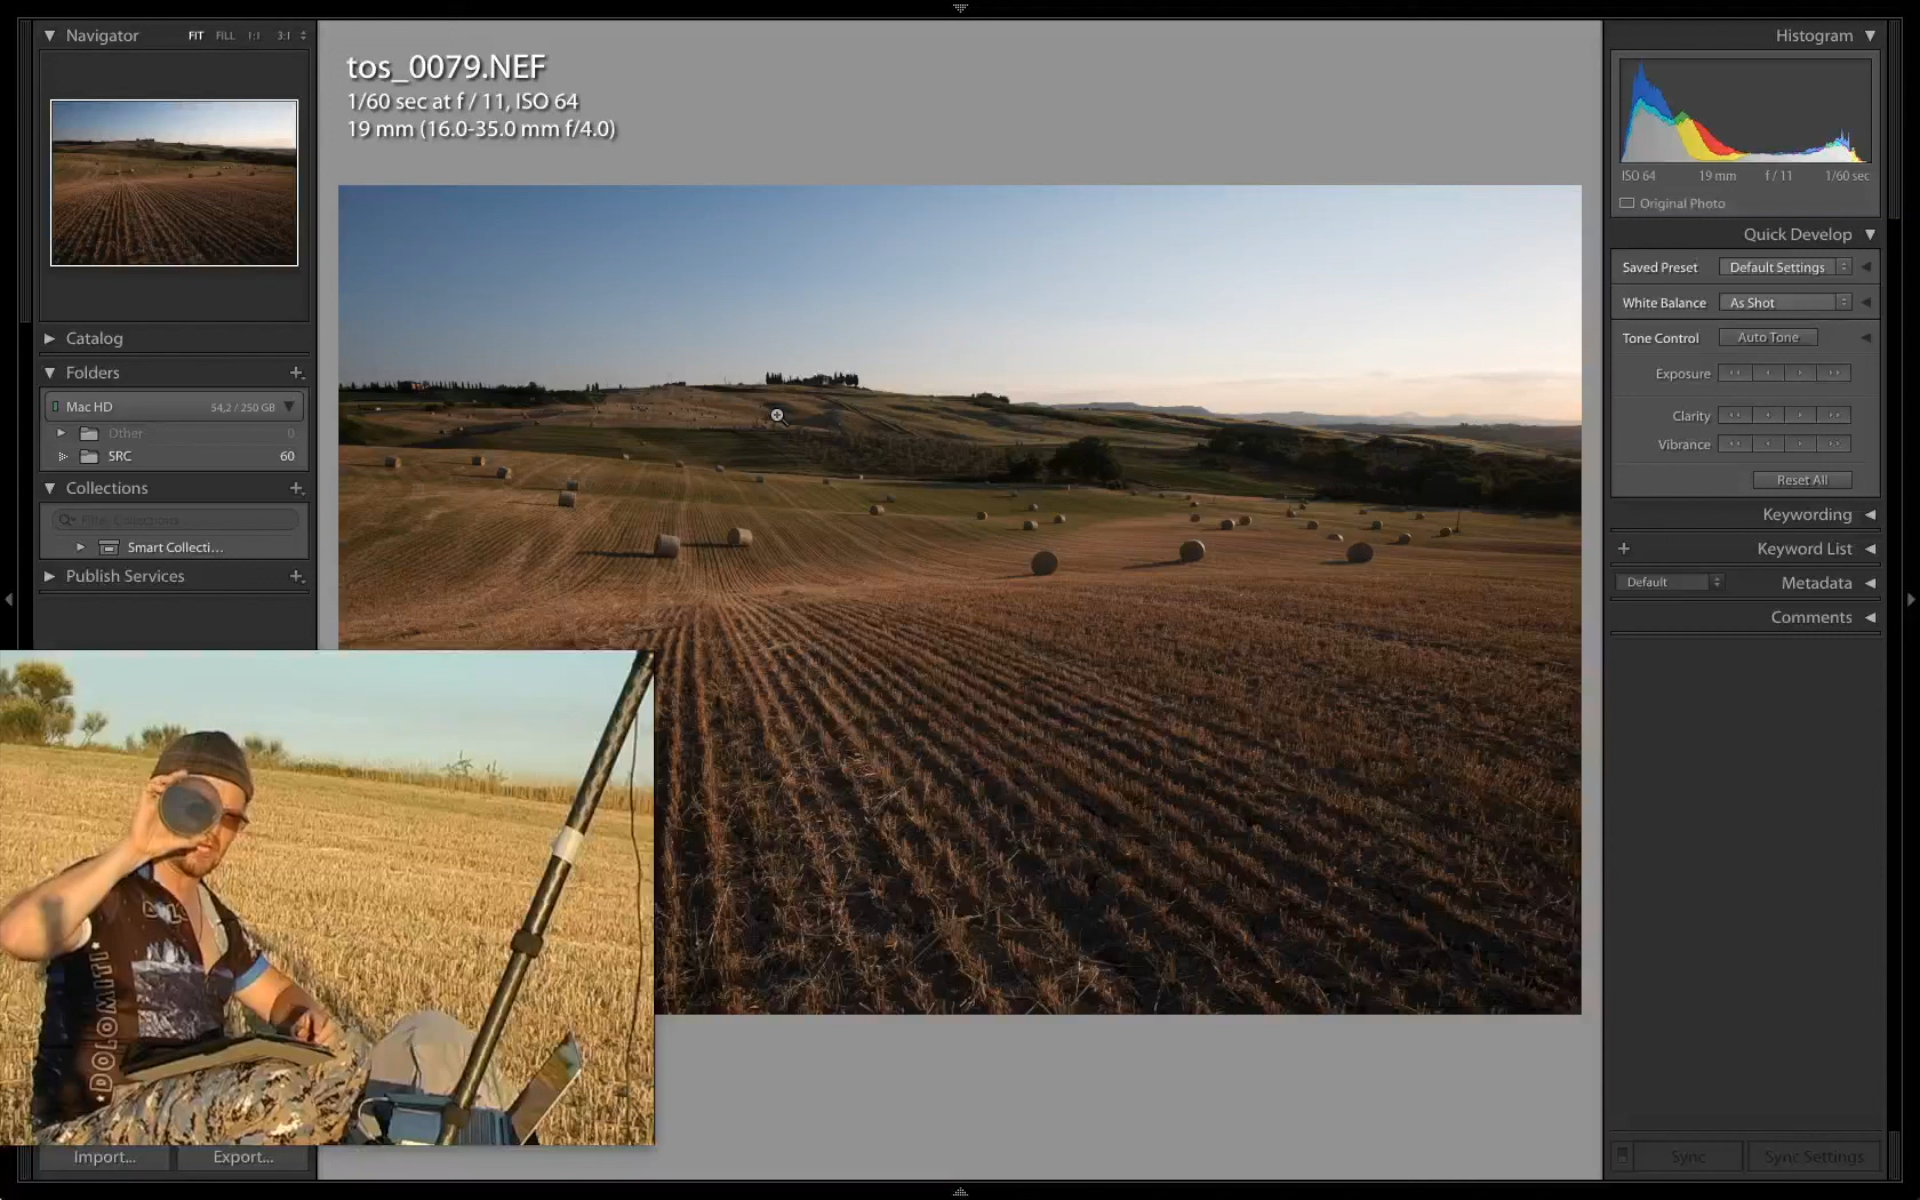 Navigator
FIT FILL 1:1 3:1
Catalog
Folders
Mac HD 54,2 / 250 GB
Other 0
SRC 60
Collections
Filter Collections
Smart Collecti...
Publish Services
Import...
Export...
tos_0079.NEF
1/60 sec at f / 11, ISO 64
19 mm (16.0-35.0 mm f/4.0)
DOLOMITI
Histogram
ISO 64 19 mm f / 11 1/60 sec
Original Photo
Quick Develop
Saved Preset Default Settings
White Balance As Shot
Tone Control Auto Tone
Exposure
Clarity
Vibrance
Reset All
Keywording
Keyword List
Default Metadata
Comments
Sync Sync Settings